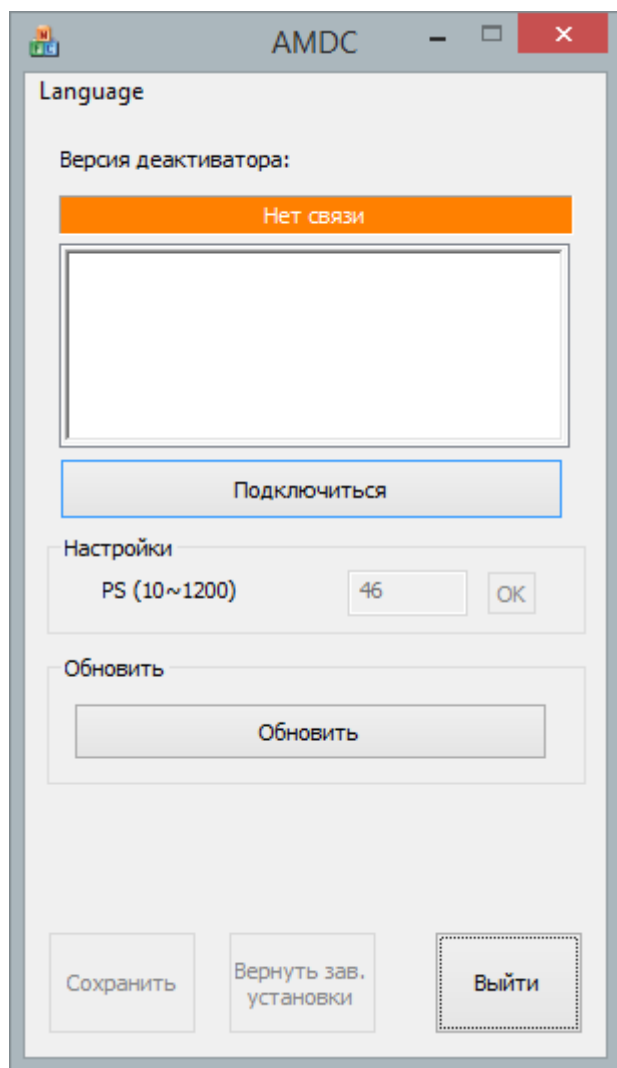 AMDC
Language
Версия деактиватора:
Нет связи
Подключиться
Настройки
PS (10~1200)
46
OK
Обновить
Обновить
Сохранить
Вернуть зав.
установки
Выйти